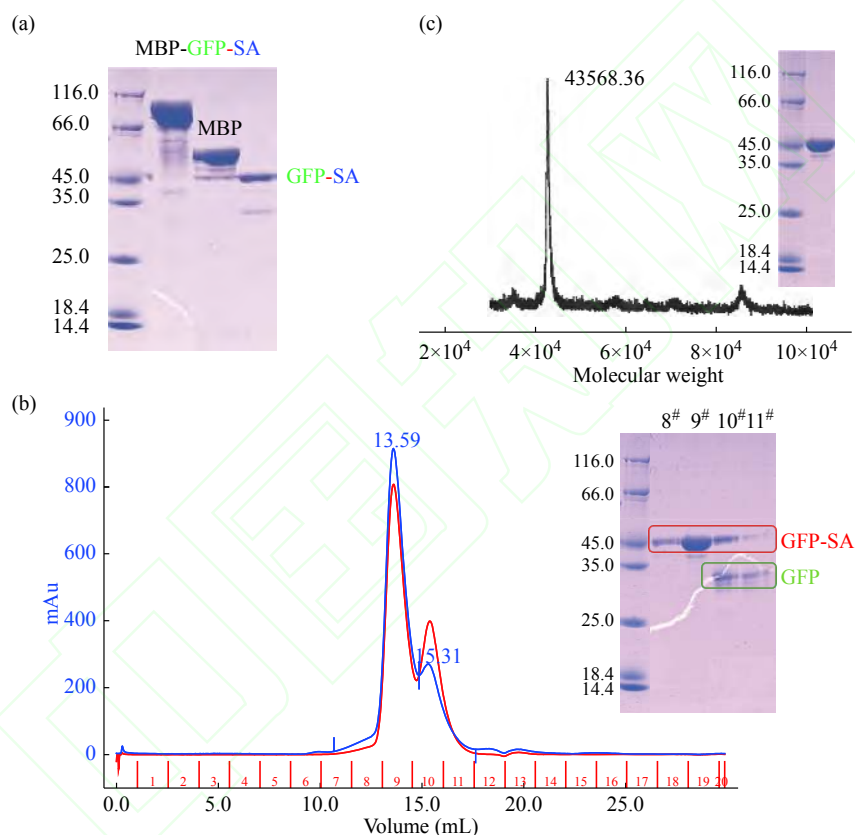 (a)
MBP-GFP-SA
116.0
66.0
MBP
45.0
GFP-SA
35.0
25.0
18.4
14.4
(c)
43568.36
116.0
66.0
45.0
35.0
25.0
18.4
14.4
2×10⁴ 4×10⁴ 6×10⁴ 8×10⁴ 10×10⁴
Molecular weight
(b)
900
800
600
400
200
0
mAu
13.59
15.31
1 2 3 4 5 6 7 8 9 10 11 12 13 14 15 16 17 18 19 20
0.0 5.0 10.0 15.0 20.0 25.0
Volume (mL)
8# 9# 10# 11#
116.0
66.0
45.0
GFP-SA
35.0
GFP
25.0
18.4
14.4